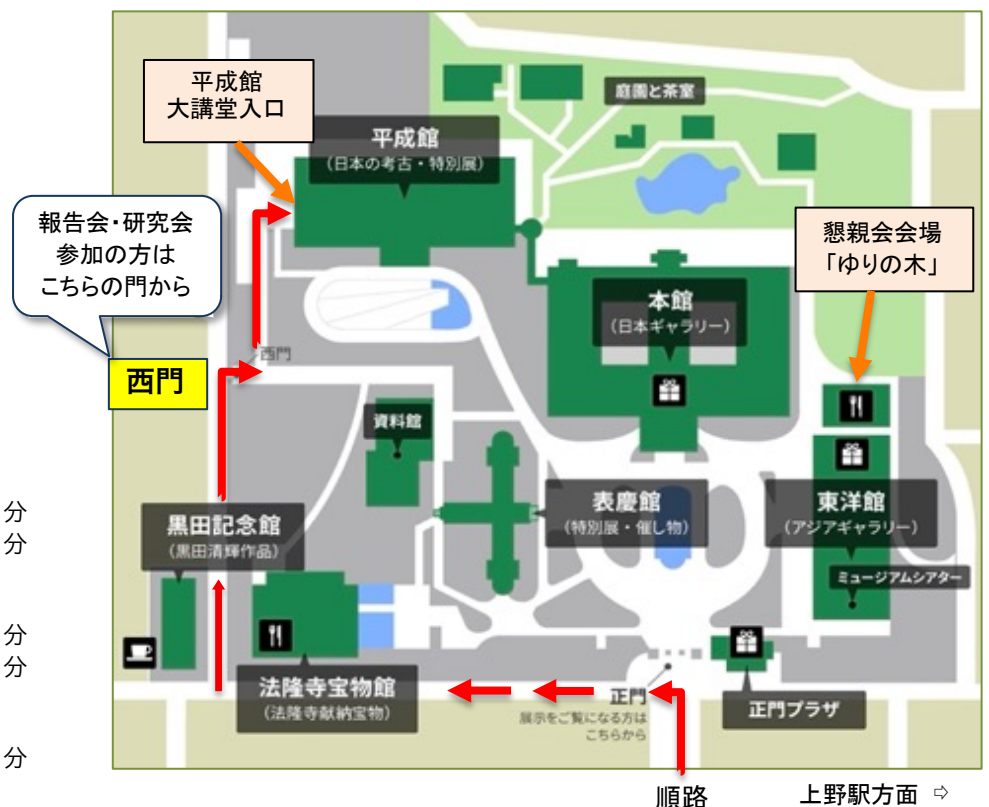 平成館
大講堂入口
庭園と茶室
平成館
（日本の考古・特別展）
報告会・研究会
参加の方は
こちらの門から
懇親会会場
「ゆりの木」
本館
（日本ギャラリー）
西門
西門
資料館
分
分
黒田記念館
（黒田清輝作品）
表慶館
（特別展・催し物）
東洋館
（アジアギャラリー）
ミュージアムシアター
分
分
法隆寺宝物館
（法隆寺献納宝物）
正門
展示をご覧になる方は
こちらから
正門プラザ
分
順路
上野駅方面 ⇨